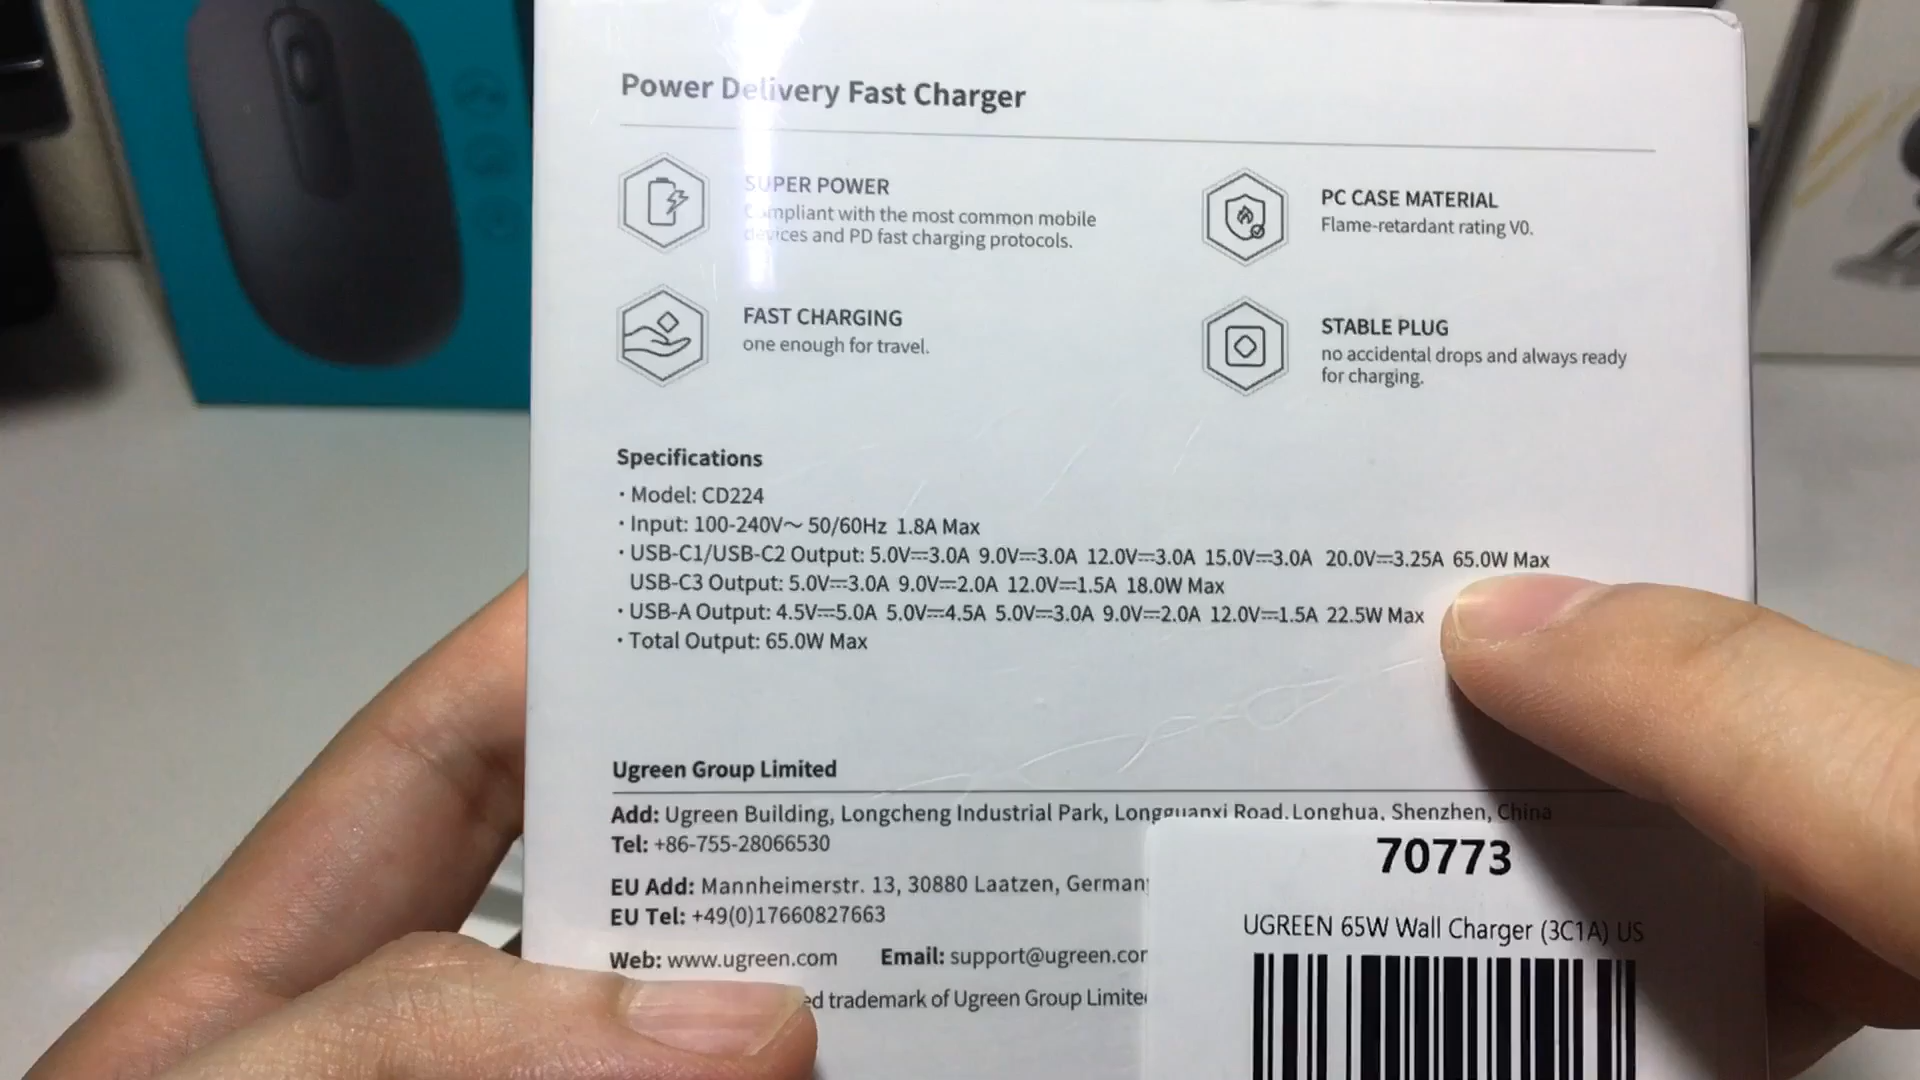 Power Delivery Fast Charger
SUPER POWER
Compliant with the most common mobile
devices and PD fast charging protocols.
PC CASE MATERIAL
Flame-retardant rating V0.
FAST CHARGING
one enough for travel.
STABLE PLUG
no accidental drops and always ready
for charging.
Specifications
· Model: CD224
· Input: 100-240V～ 50/60Hz 1.8A Max
· USB-C1/USB-C2 Output: 5.0V⎓3.0A 9.0V⎓3.0A 12.0V⎓3.0A 15.0V⎓3.0A 20.0V⎓3.25A 65.0W Max
USB-C3 Output: 5.0V⎓3.0A 9.0V⎓2.0A 12.0V⎓1.5A 18.0W Max
· USB-A Output: 4.5V⎓5.0A 5.0V⎓4.5A 5.0V⎓3.0A 9.0V⎓2.0A 12.0V⎓1.5A 22.5W Max
· Total Output: 65.0W Max
Ugreen Group Limited
Add: Ugreen Building, Longcheng Industrial Park, Longguanxi Road, Longhua, Shenzhen, China
Tel: +86-755-28066530
EU Add: Mannheimerstr. 13, 30880 Laatzen, German
EU Tel: +49(0)17660827663
Web: www.ugreen.com Email: support@ugreen.cor
ed trademark of Ugreen Group Limite
70773
UGREEN 65W Wall Charger (3C1A) US